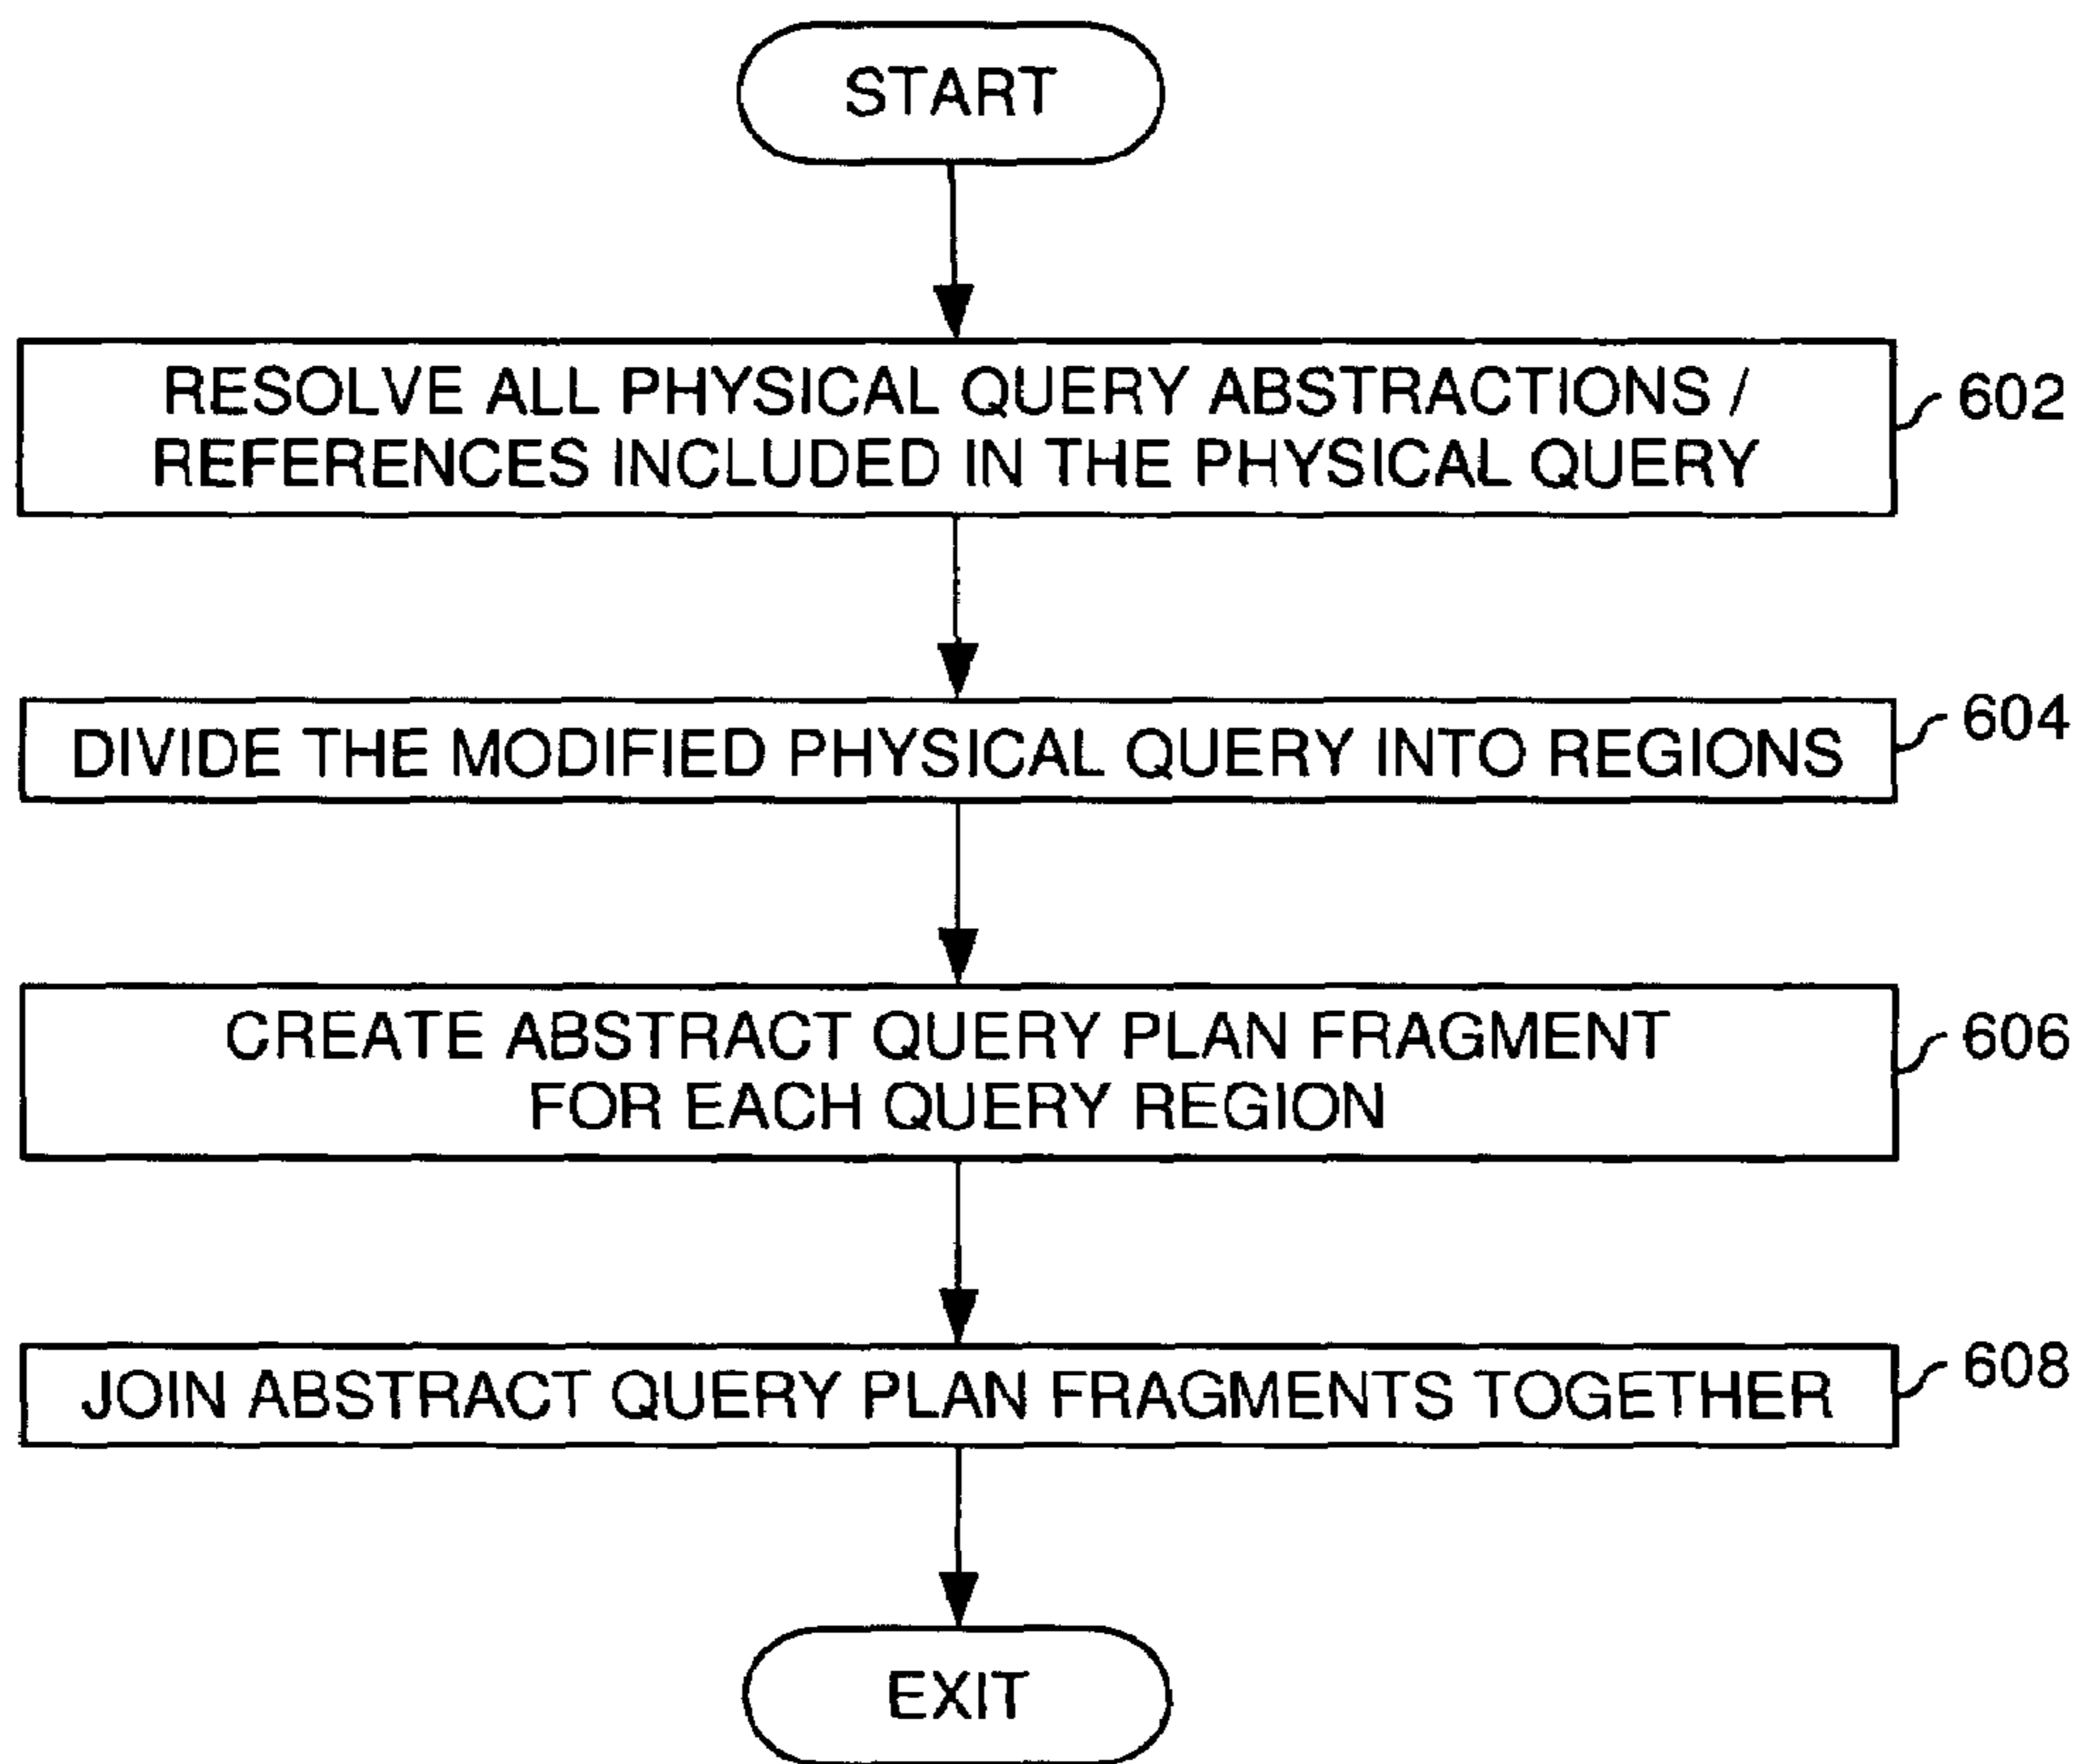 START
RESOLVE ALL PHYSICAL QUERY ABSTRACTIONS /
REFERENCES INCLUDED IN THE PHYSICAL QUERY
602
DIVIDE THE MODIFIED PHYSICAL QUERY INTO REGIONS
604
CREATE ABSTRACT QUERY PLAN FRAGMENT
FOR EACH QUERY REGION
606
JOIN ABSTRACT QUERY PLAN FRAGMENTS TOGETHER
608
EXIT